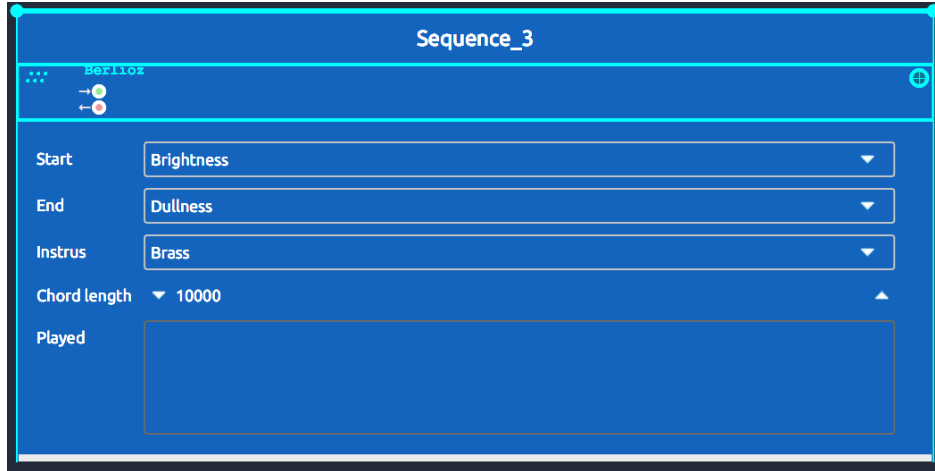 Sequence_3
Berlioz
Start Brightness
End Dullness
Instrus Brass
Chord length 10000
Played